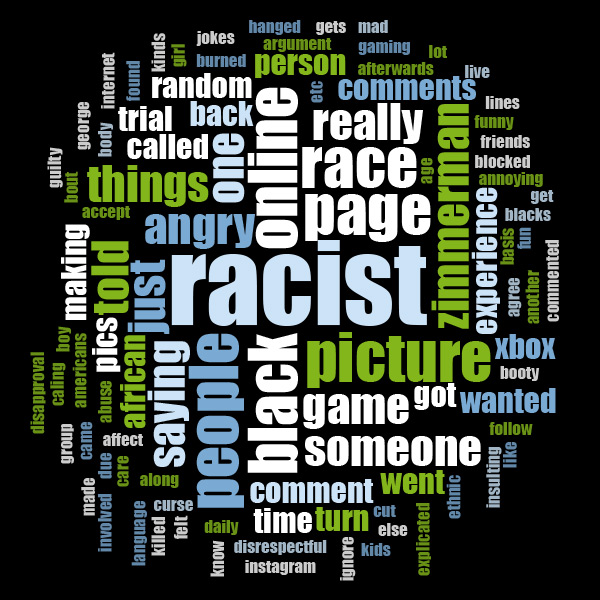 hanged
gets
mad
jokes
argument
gaming
lot
kinds
girl
burned
person
afterwards
live
internet
found
random
etc
comments
lines
george
trial
back
really
funny
body
called
online
friends
guilty
one
race
age
zimmerman
blocked
bout
things
annoying
accept
page
experience
get
angry
blacks
making
told
just
racist
basis
fun
agree
another
commented
disapproval
calling
boy
americans
pics
african
saying
people
black
picture
xbox
booty
abuse
game
got
wanted
group
came
affect
someone
follow
due
care
along
comment
went
ethnic
insulting
like
made
involved
language
killed
curse
felt
daily
time
turn
cut
else
explicated
know
disrespectful
ignore
kids
instagram